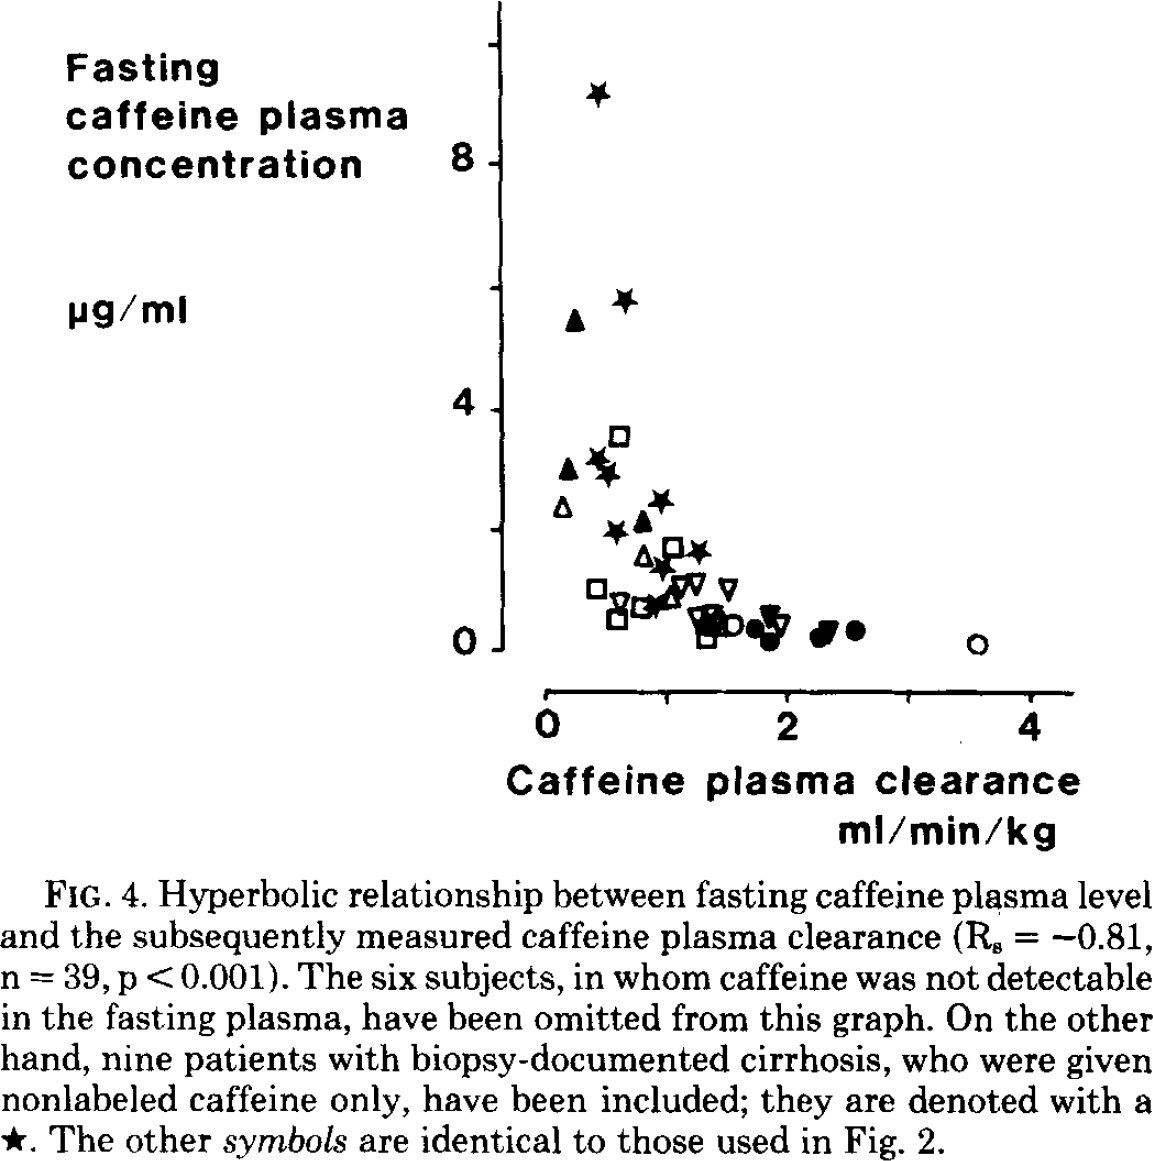 Fasting
caffeine plasma
concentration
µg/ml
8
4
0
0 2 4
Caffeine plasma clearance
ml/min/kg
FIG. 4. Hyperbolic relationship between fasting caffeine plasma level
and the subsequently measured caffeine plasma clearance (Rs = −0.81,
n = 39, p < 0.001). The six subjects, in whom caffeine was not detectable
in the fasting plasma, have been omitted from this graph. On the other
hand, nine patients with biopsy-documented cirrhosis, who were given
nonlabeled caffeine only, have been included; they are denoted with a
★. The other symbols are identical to those used in Fig. 2.